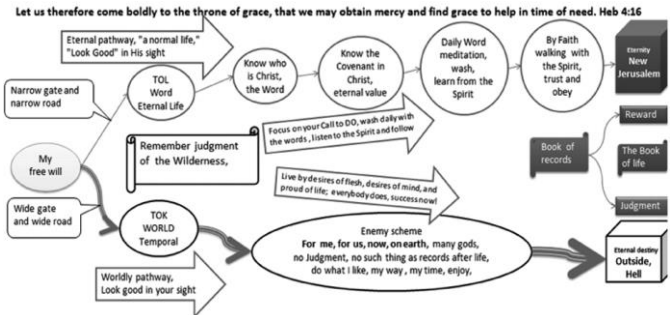 Let us therefore come boldly to the throne of grace, that we may obtain mercy and find grace to help in time of need. Heb 4:16
Eternal pathway, "a normal life,"
"Look Good" in His sight
Narrow gate and
narrow road
TOL
Word
Eternal Life
Know who
is Christ,
the Word
Know the
Covenant in
Christ,
eternal value
Daily Word
meditation,
wash,
learn from the
Spirit
By Faith
walking with
the Spirit,
trust and
obey
Eternity
New
Jerusalem
Remember judgment
of the Wilderness,
Focus on your Call to DO, wash daily with
the words , listen to the Spirit and follow
My
free will
Book of
records
Reward
The Book
of life
Judgment
Live by desires of flesh, desires of mind, and
proud of life; everybody does, success now!
Wide gate
and wide road
TOK
WORLD
Temporal
Enemy scheme
For me, for us, now, on earth, many gods,
no Judgment, no such thing as records after life,
do what I like, my way , my time, enjoy,
Eternal destiny
Outside,
Hell
Worldly pathway,
Look good in your sight